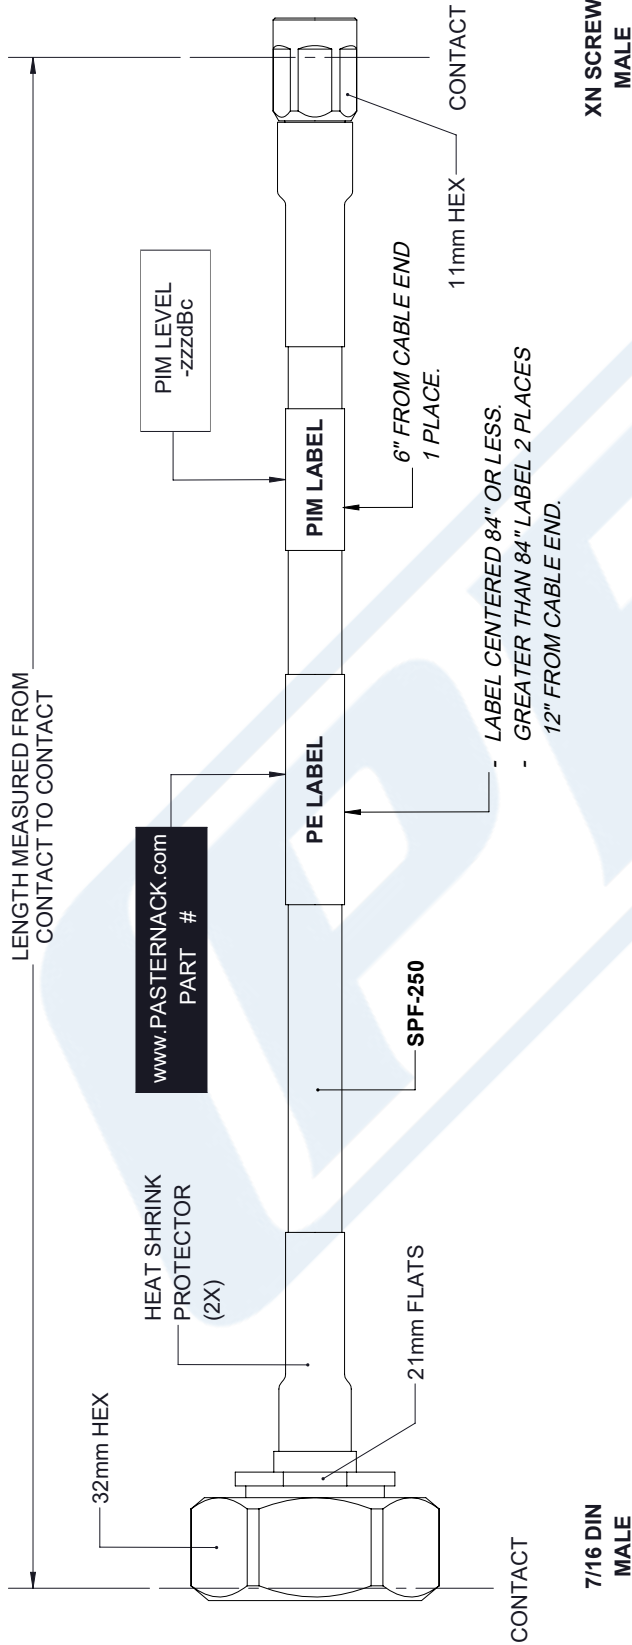 LENGTH MEASURED FROM
CONTACT TO CONTACT
32mm HEX
HEAT SHRINK
PROTECTOR
(2X)
www.PASTERNACK.com
PART #
PIM LEVEL
-zzzdBc
PE LABEL
PIM LABEL
21mm FLATS
SPF-250
- LABEL CENTERED 84" OR LESS.
- GREATER THAN 84" LABEL 2 PLACES
12" FROM CABLE END.
6" FROM CABLE END
1 PLACE.
11mm HEX
CONTACT
CONTACT
7/16 DIN
MALE
XN SCREW
MALE